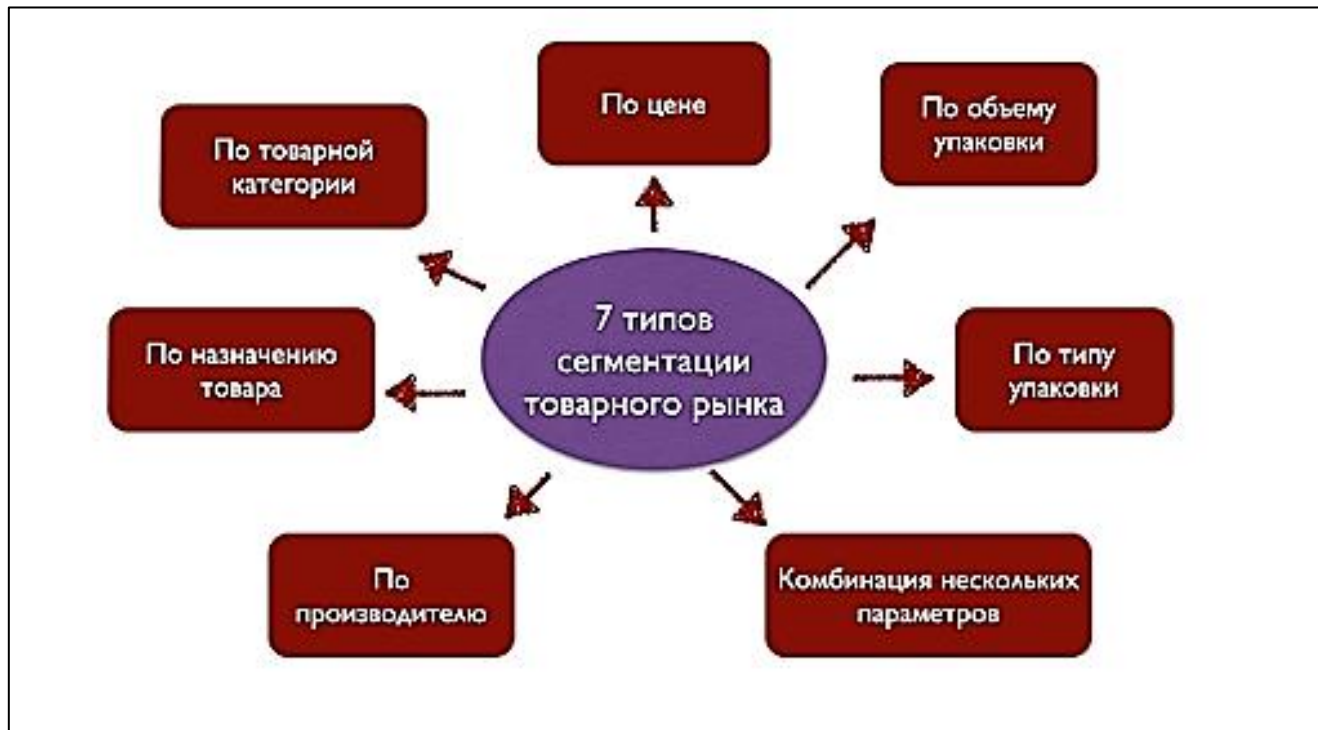 По цене
По объему
упаковки
По товарной
категории
7 типов
сегментации
товарного рынка
По назначению
товара
По типу
упаковки
По
производителю
Комбинация нескольких
параметров